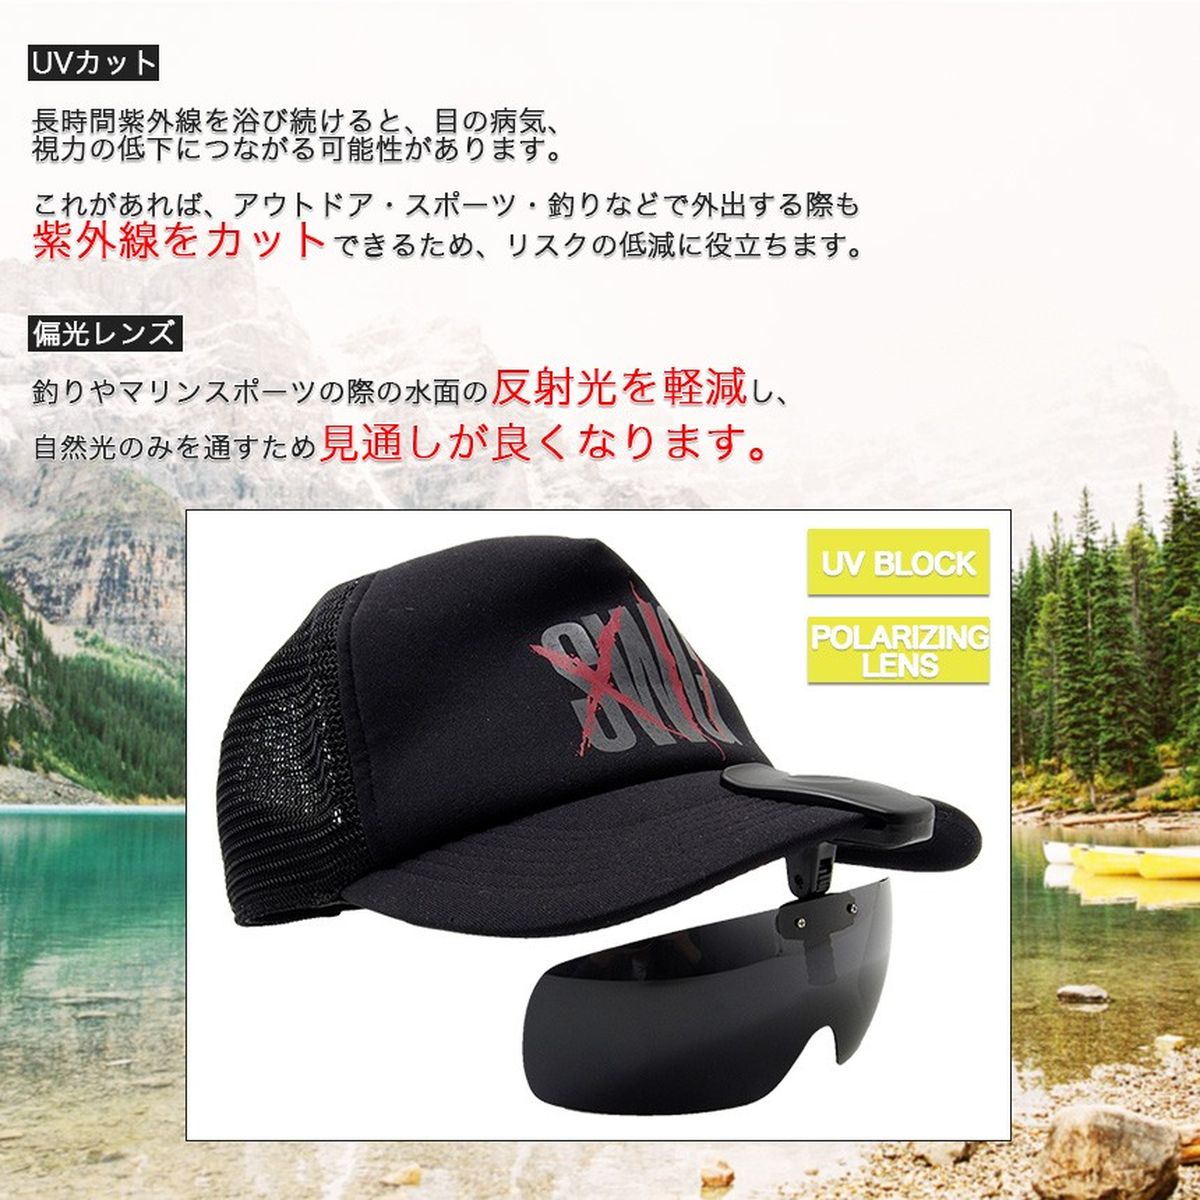 UVカット
長時間紫外線を浴び続けると、目の病気、
視力の低下につながる可能性があります。
これがあれば、アウトドア・スポーツ・釣りなどで外出する際も
紫外線をカットできるため、リスクの低減に役立ちます。
偏光レンズ
釣りやマリンスポーツの際の水面の反射光を軽減し、
自然光のみを通すため見通しが良くなります。
UV BLOCK
POLARIZING
LENS